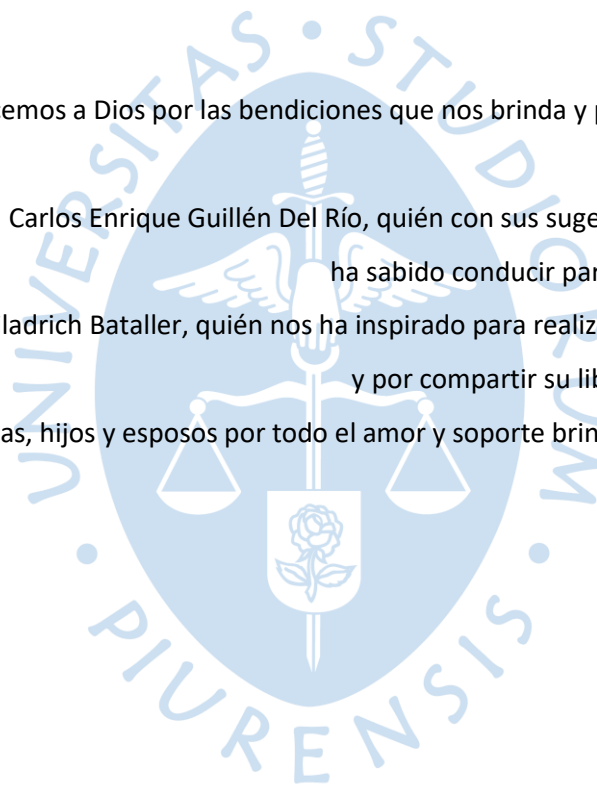 emos a Dios por las bendiciones que nos brinda y
Carlos Enrique Guillén Del Río, quién con sus suge
ha sabido conducir par
ladrich Bataller, quién nos ha inspirado para realiz
y por compartir su lib
as, hijos y esposos por todo el amor y soporte brin
UNIVERSITAS • STUDIORUM • PIURENSIS •